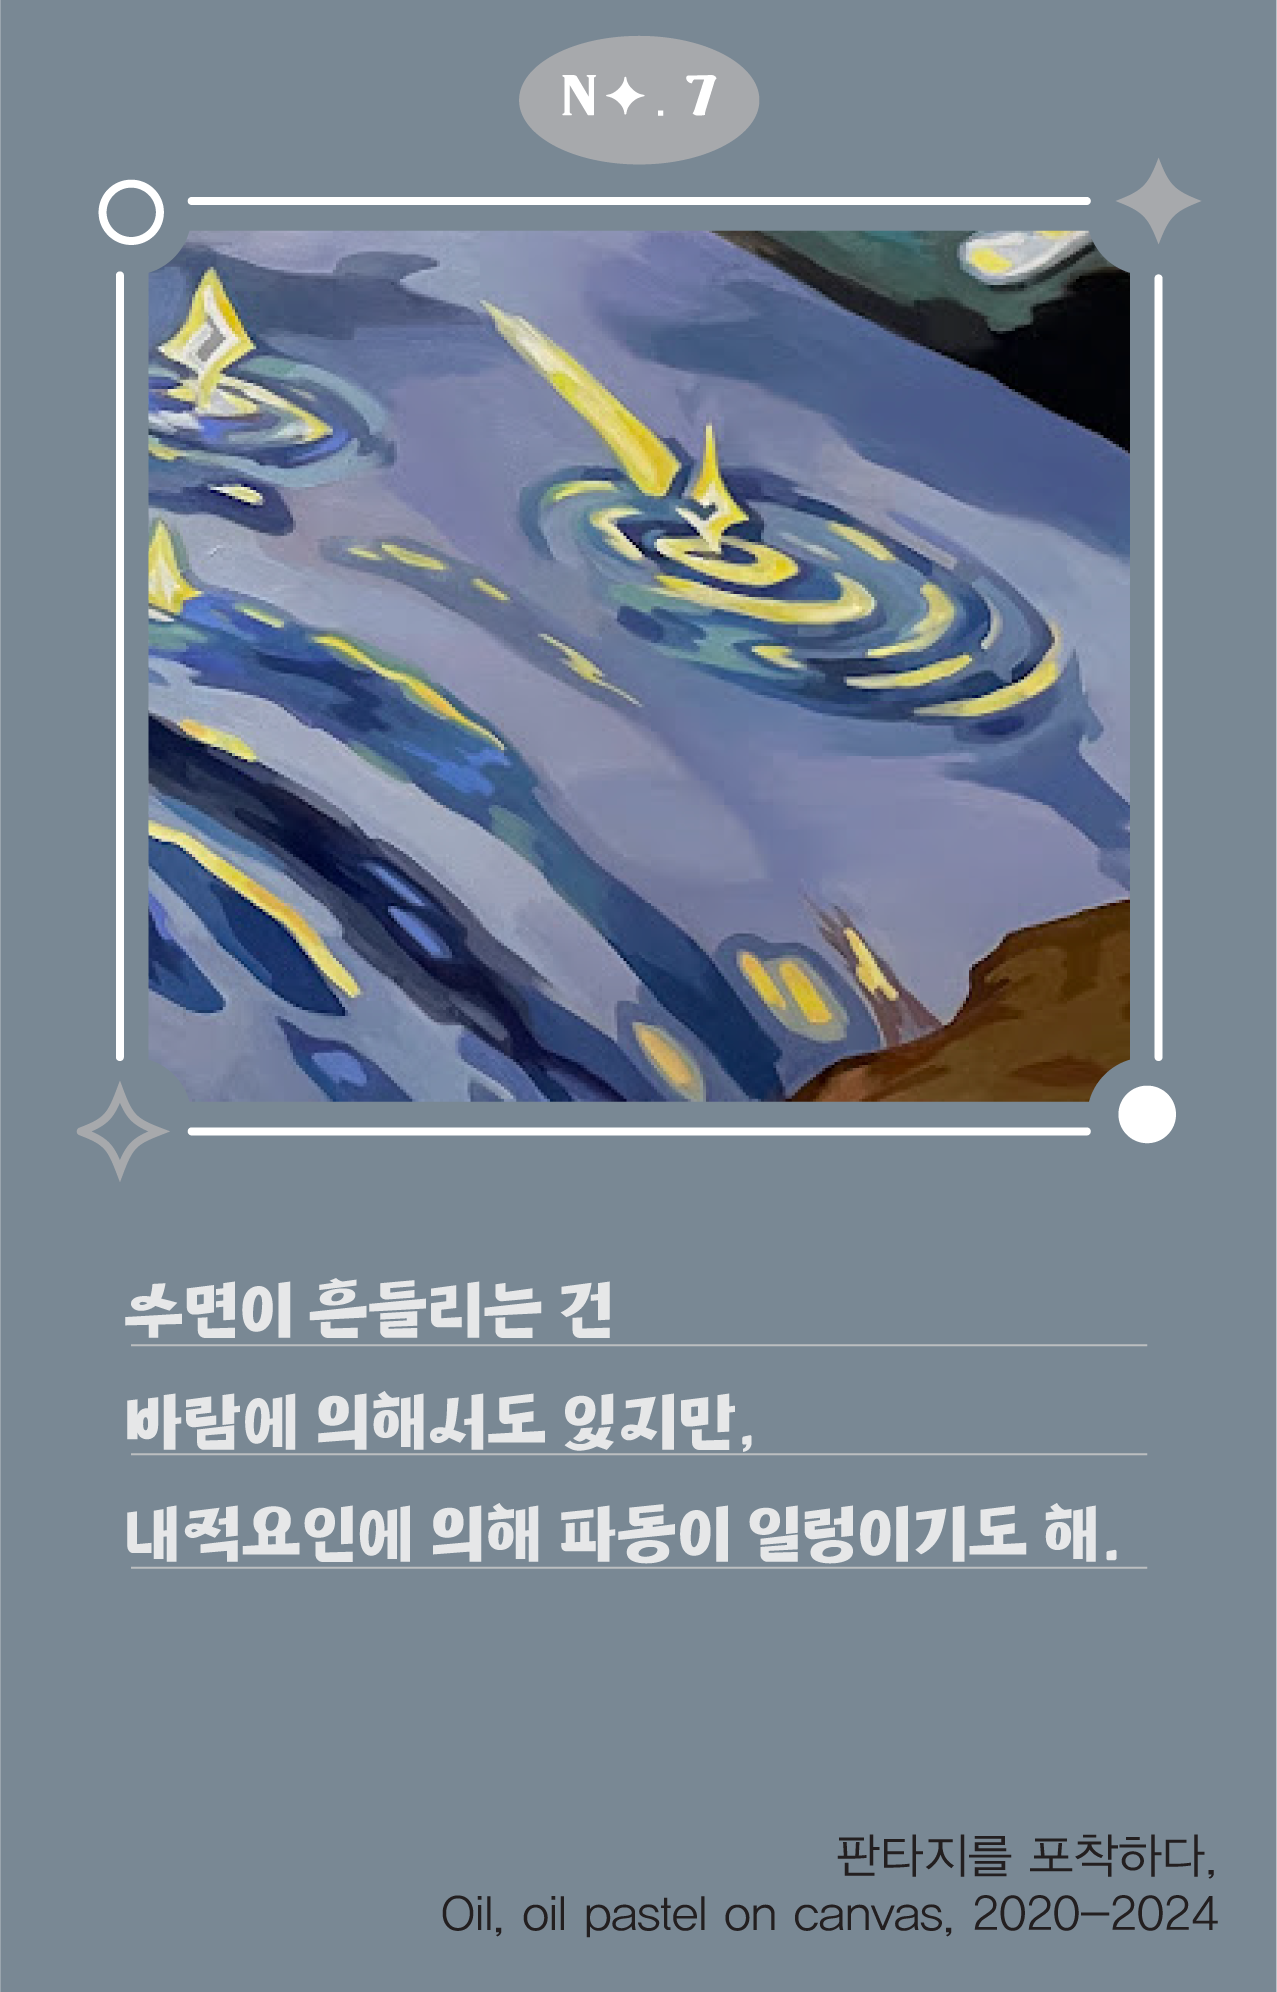 N✦. 7
수면이 흔들리는 건
바람에 의해서도 있지만,
내적요인에 의해 파동이 일렁이기도 해.
판타지를 포착하다,
Oil, oil pastel on canvas, 2020–2024